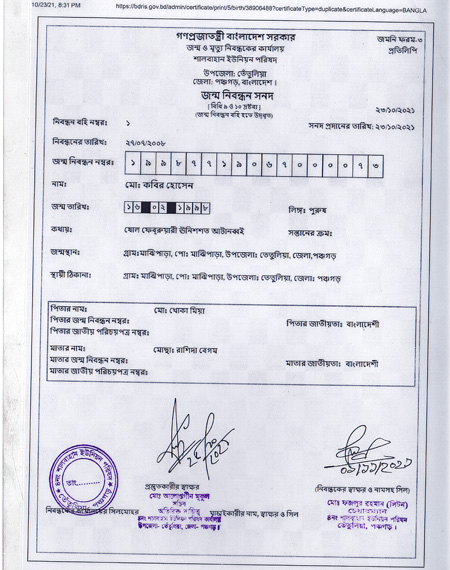 10/23/21, 8:31 PM https://bdris.gov.bd/admin/certificate/print/5/birth/38906488?certificateType=duplicate&certificateLanguage=BANGLA
গণপ্রজাতন্ত্রী বাংলাদেশ সরকার
জন্ম ও মৃত্যু নিবন্ধকের কার্যালয়
শালবাহান ইউনিয়ন পরিষদ
উপজেলা: তেঁতুলিয়া
জেলা: পঞ্চগড়, বাংলাদেশ।
জমনি ফরম-৩
প্রতিলিপি
জন্ম নিবন্ধন সনদ
[বিধি ৯ ও ১০ দ্রষ্টব্য]
(জন্ম নিবন্ধন বহি হতে উদ্ধৃত)
২৩/১০/২০২১
নিবন্ধন বহি নম্বর: ১ সনদ প্রদানের তারিখ: ২৩/১০/২০২১
নিবন্ধনের তারিখ: ২৭/০৭/২০০৮
জন্ম নিবন্ধন নম্বর: ১ ৯ ৯ ৮ ৭ ৭ ১ ৯ ০ ৬ ৭ ০ ০ ০ ০ ৭ ৩
নাম: মো: কবির হোসেন
জন্ম তারিখ: ১৬ ০২ ১৯৯৮ লিঙ্গ: পুরুষ
কথায়: ষোল ফেব্রুয়ারী ঊনিশশত আটানব্বই সন্তানের ক্রম:
জন্মস্থান: গ্রাম:মাঝিপাড়া, পো: মাঝিপাড়া, উপজেলা: তেতুলিয়া, জেলা,পঞ্চগড়
স্থায়ী ঠিকানা: গ্রাম: মাঝিপাড়া, পো: মাঝিপাড়া, উপজেলা: তেতুলিয়া, জেলা: পঞ্চগড়
পিতার নাম: মো: খোকা মিয়া
পিতার জন্ম নিবন্ধন নম্বর:
পিতার জাতীয়তা: বাংলাদেশী
পিতার জাতীয় পরিচয়পত্র নম্বর:
মাতার নাম: মোছা: রাশিদা বেগম
মাতার জন্ম নিবন্ধন নম্বর:
মাতার জাতীয়তা: বাংলাদেশী
মাতার জাতীয় পরিচয়পত্র নম্বর:
৪নং শালবাহান ইউনিয়ন পরিষদ
তাং
তেঁতুলিয়া, পঞ্চগড়
প্রস্তুতকারীর স্বাক্ষর
সচিব
অতিরিক্ত দায়িত্ব
৪নং শালবাহান ইউনিয়ন পরিষদ কার্যালয়
উপজেলা- তেঁতুলিয়া, জেলা- পঞ্চগড়।
(নিবন্ধকের স্বাক্ষর ও নামসহ সিল)
মোঃ ফজলুর রহমান (লিটন)
চেয়ারম্যান
৪নং শালবাহান ইউনিয়ন পরিষদ
তেঁতুলিয়া, পঞ্চগড়।
নিবন্ধকের কার্যালয়ের সিলমোহর যাচাইকারীর নাম, স্বাক্ষর ও সিল